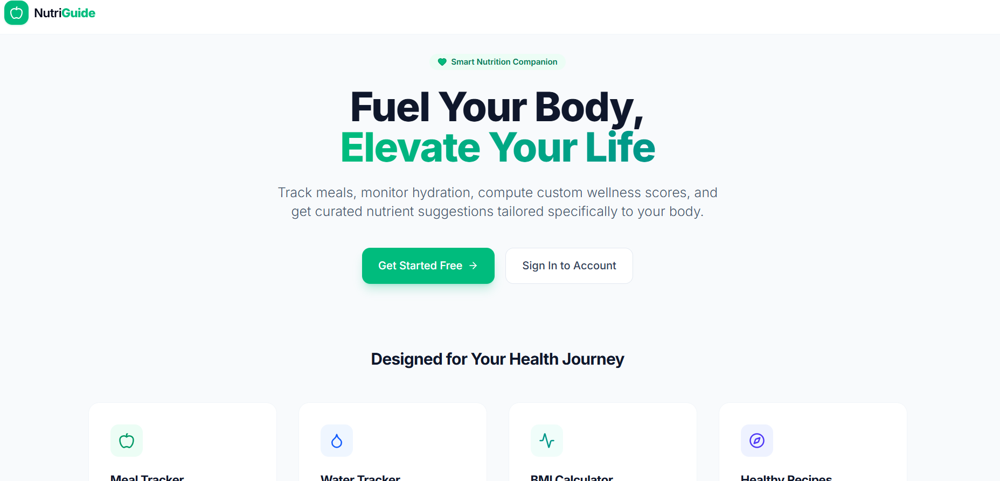 NutriGuide
Smart Nutrition Companion
Fuel Your Body,
Elevate Your Life
Track meals, monitor hydration, compute custom wellness scores, and
get curated nutrient suggestions tailored specifically to your body.
Get Started Free
Sign In to Account
Designed for Your Health Journey
Meal Tracker
Water Tracker
BMI Calculator
Healthy Recipes